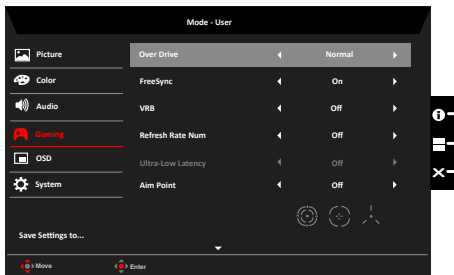 Mode - User
Picture
Over Drive Normal
Color
FreeSync On
Audio
VRB Off
Gaming
Refresh Rate Num Off
OSD
Ultra-Low Latency Off
System
Aim Point Off
Save Settings to...
Move Enter